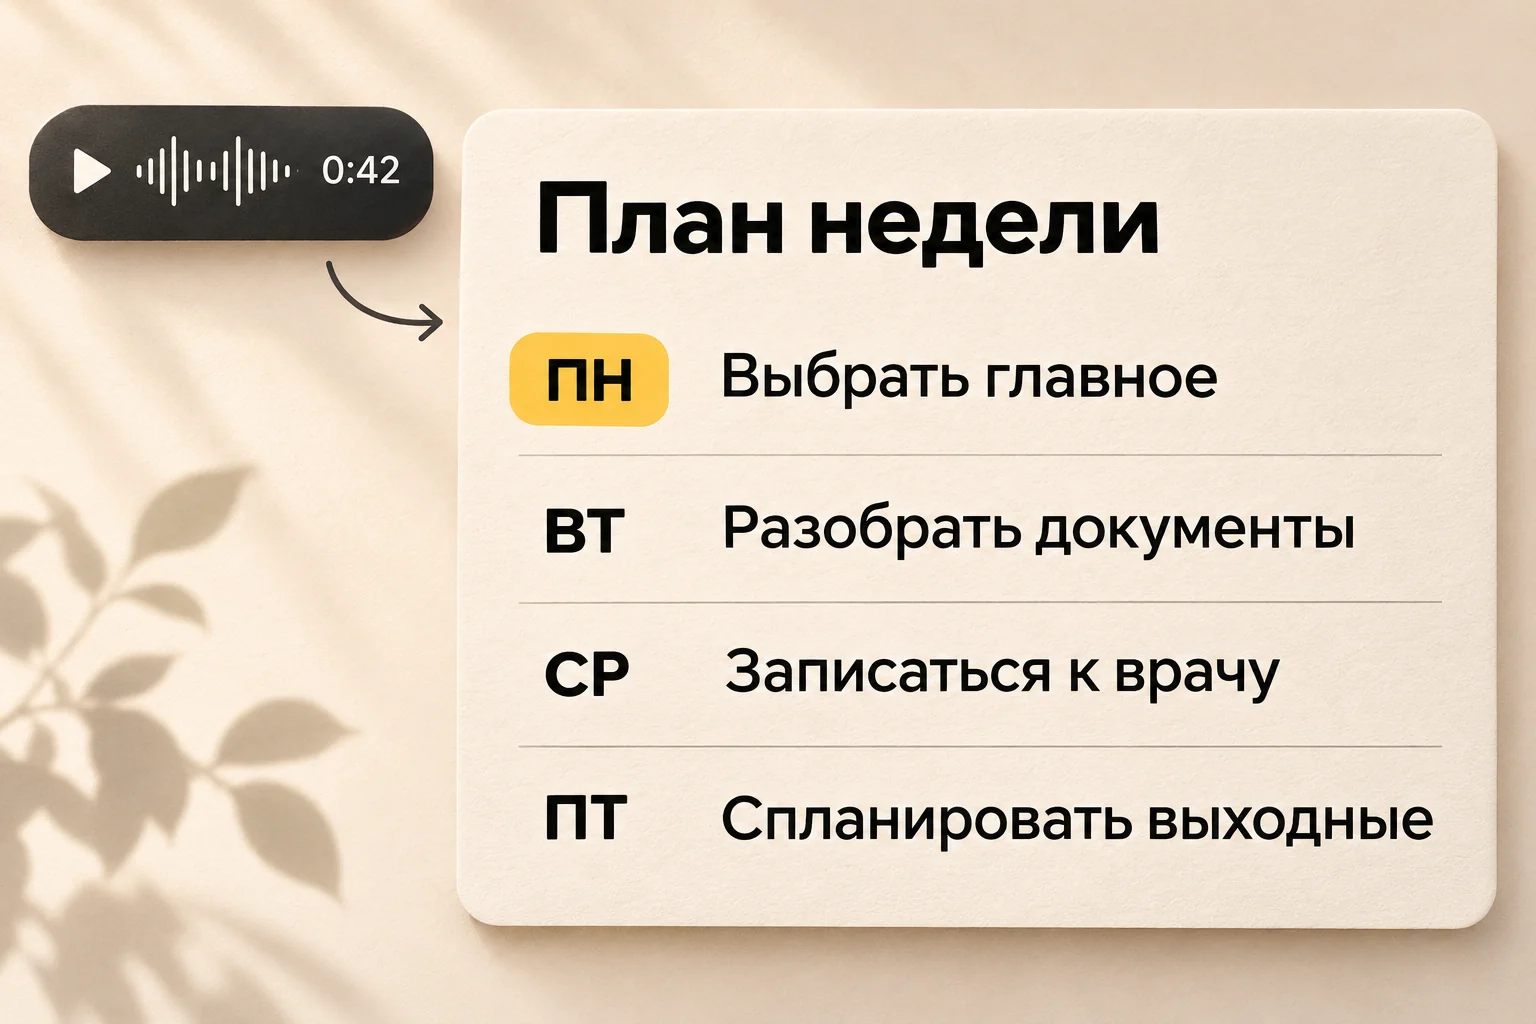 0:42
План недели
ПН Выбрать главное
ВТ Разобрать документы
СР Записаться к врачу
ПТ Спланировать выходные